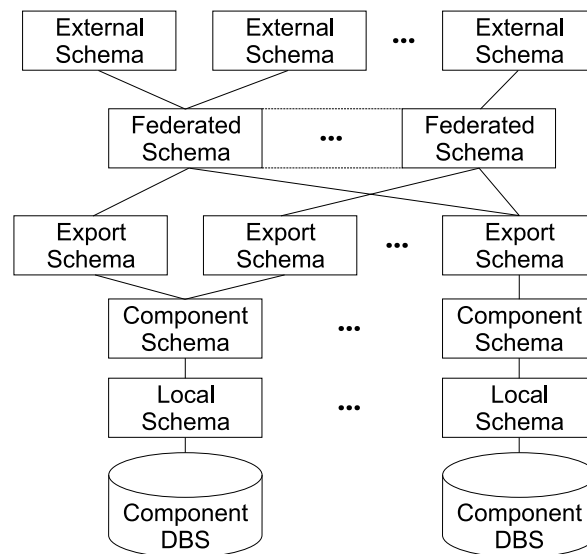 External
Schema
External
Schema
...
External
Schema
Federated
Schema
...
Federated
Schema
Export
Schema
Export
Schema
...
Export
Schema
Component
Schema
...
Component
Schema
Local
Schema
...
Local
Schema
Component
DBS
Component
DBS